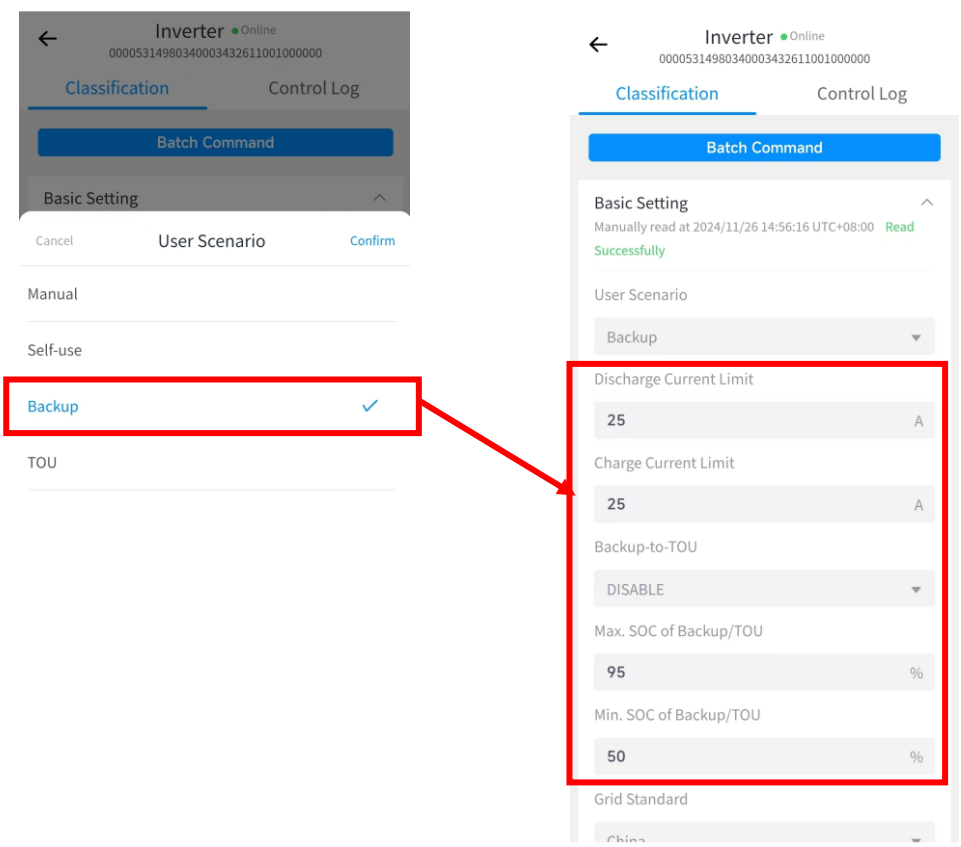 Inverter Online
0000531498034000343261100100000​0
Classification Control Log
Batch Command
Basic Setting
Cancel User Scenario Confirm
Manual
Self-use
Backup
TOU
Inverter Online
00005314980340003432611001000000
Classification Control Log
Batch Command
Basic Setting
Manually read at 2024/11/26 14:56:16 UTC+08:00 Read
Successfully
User Scenario
Backup
Discharge Current Limit
25 A
Charge Current Limit
25 A
Backup-to-TOU
DISABLE
Max. SOC of Backup/TOU
95 %
Min. SOC of Backup/TOU
50 %
Grid Standard
China